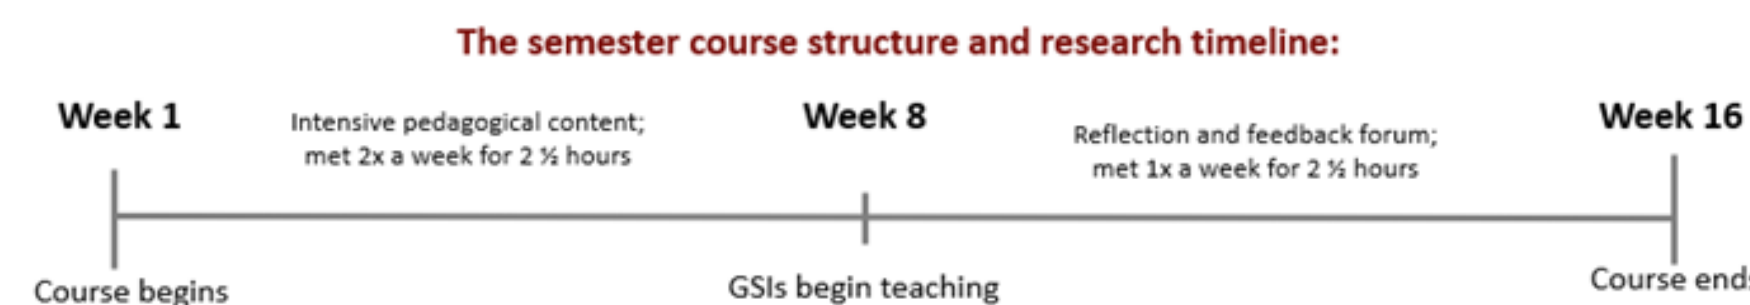 The semester course structure and research timeline:
Week 1
Intensive pedagogical content;
met 2x a week for 2 ½ hours
Week 8
Reflection and feedback forum;
met 1x a week for 2 ½ hours
Week 16
Course begins
GSIs begin teaching
Course ends